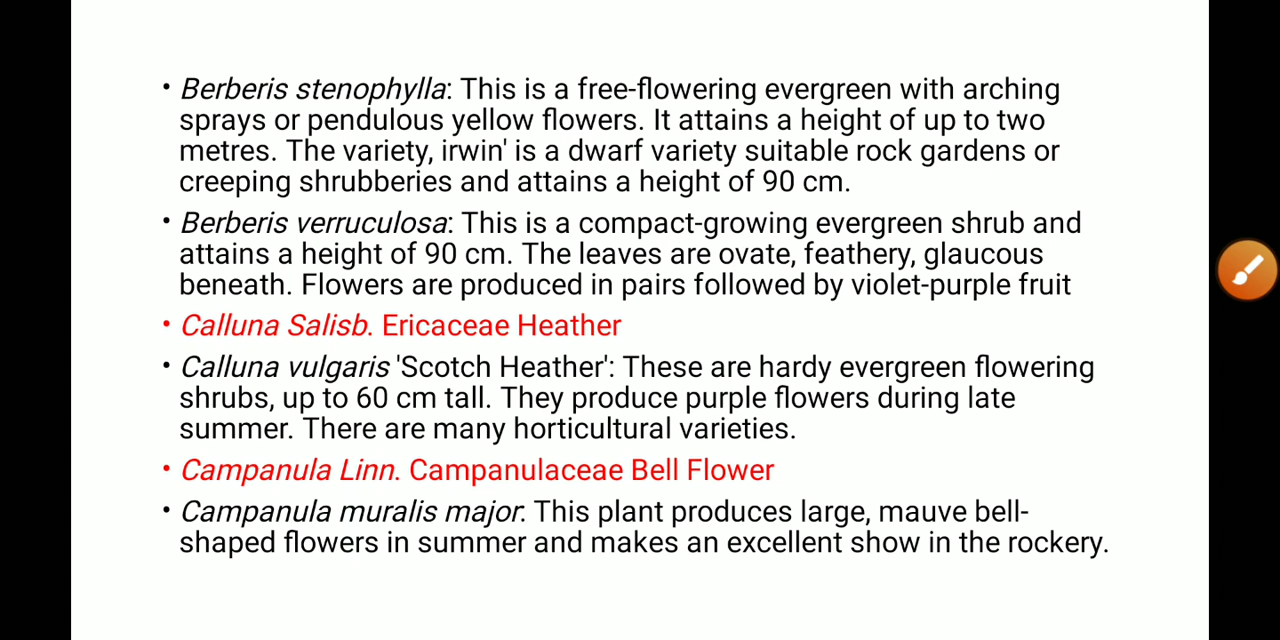 • Berberis stenophylla: This is a free-flowering evergreen with arching
sprays or pendulous yellow flowers. It attains a height of up to two
metres. The variety, irwin' is a dwarf variety suitable rock gardens or
creeping shrubberies and attains a height of 90 cm.
• Berberis verruculosa: This is a compact-growing evergreen shrub and
attains a height of 90 cm. The leaves are ovate, feathery, glaucous
beneath. Flowers are produced in pairs followed by violet-purple fruit
• Calluna Salisb. Ericaceae Heather
• Calluna vulgaris 'Scotch Heather': These are hardy evergreen flowering
shrubs, up to 60 cm tall. They produce purple flowers during late
summer. There are many horticultural varieties.
• Campanula Linn. Campanulaceae Bell Flower
• Campanula muralis major: This plant produces large, mauve bell-
shaped flowers in summer and makes an excellent show in the rockery.